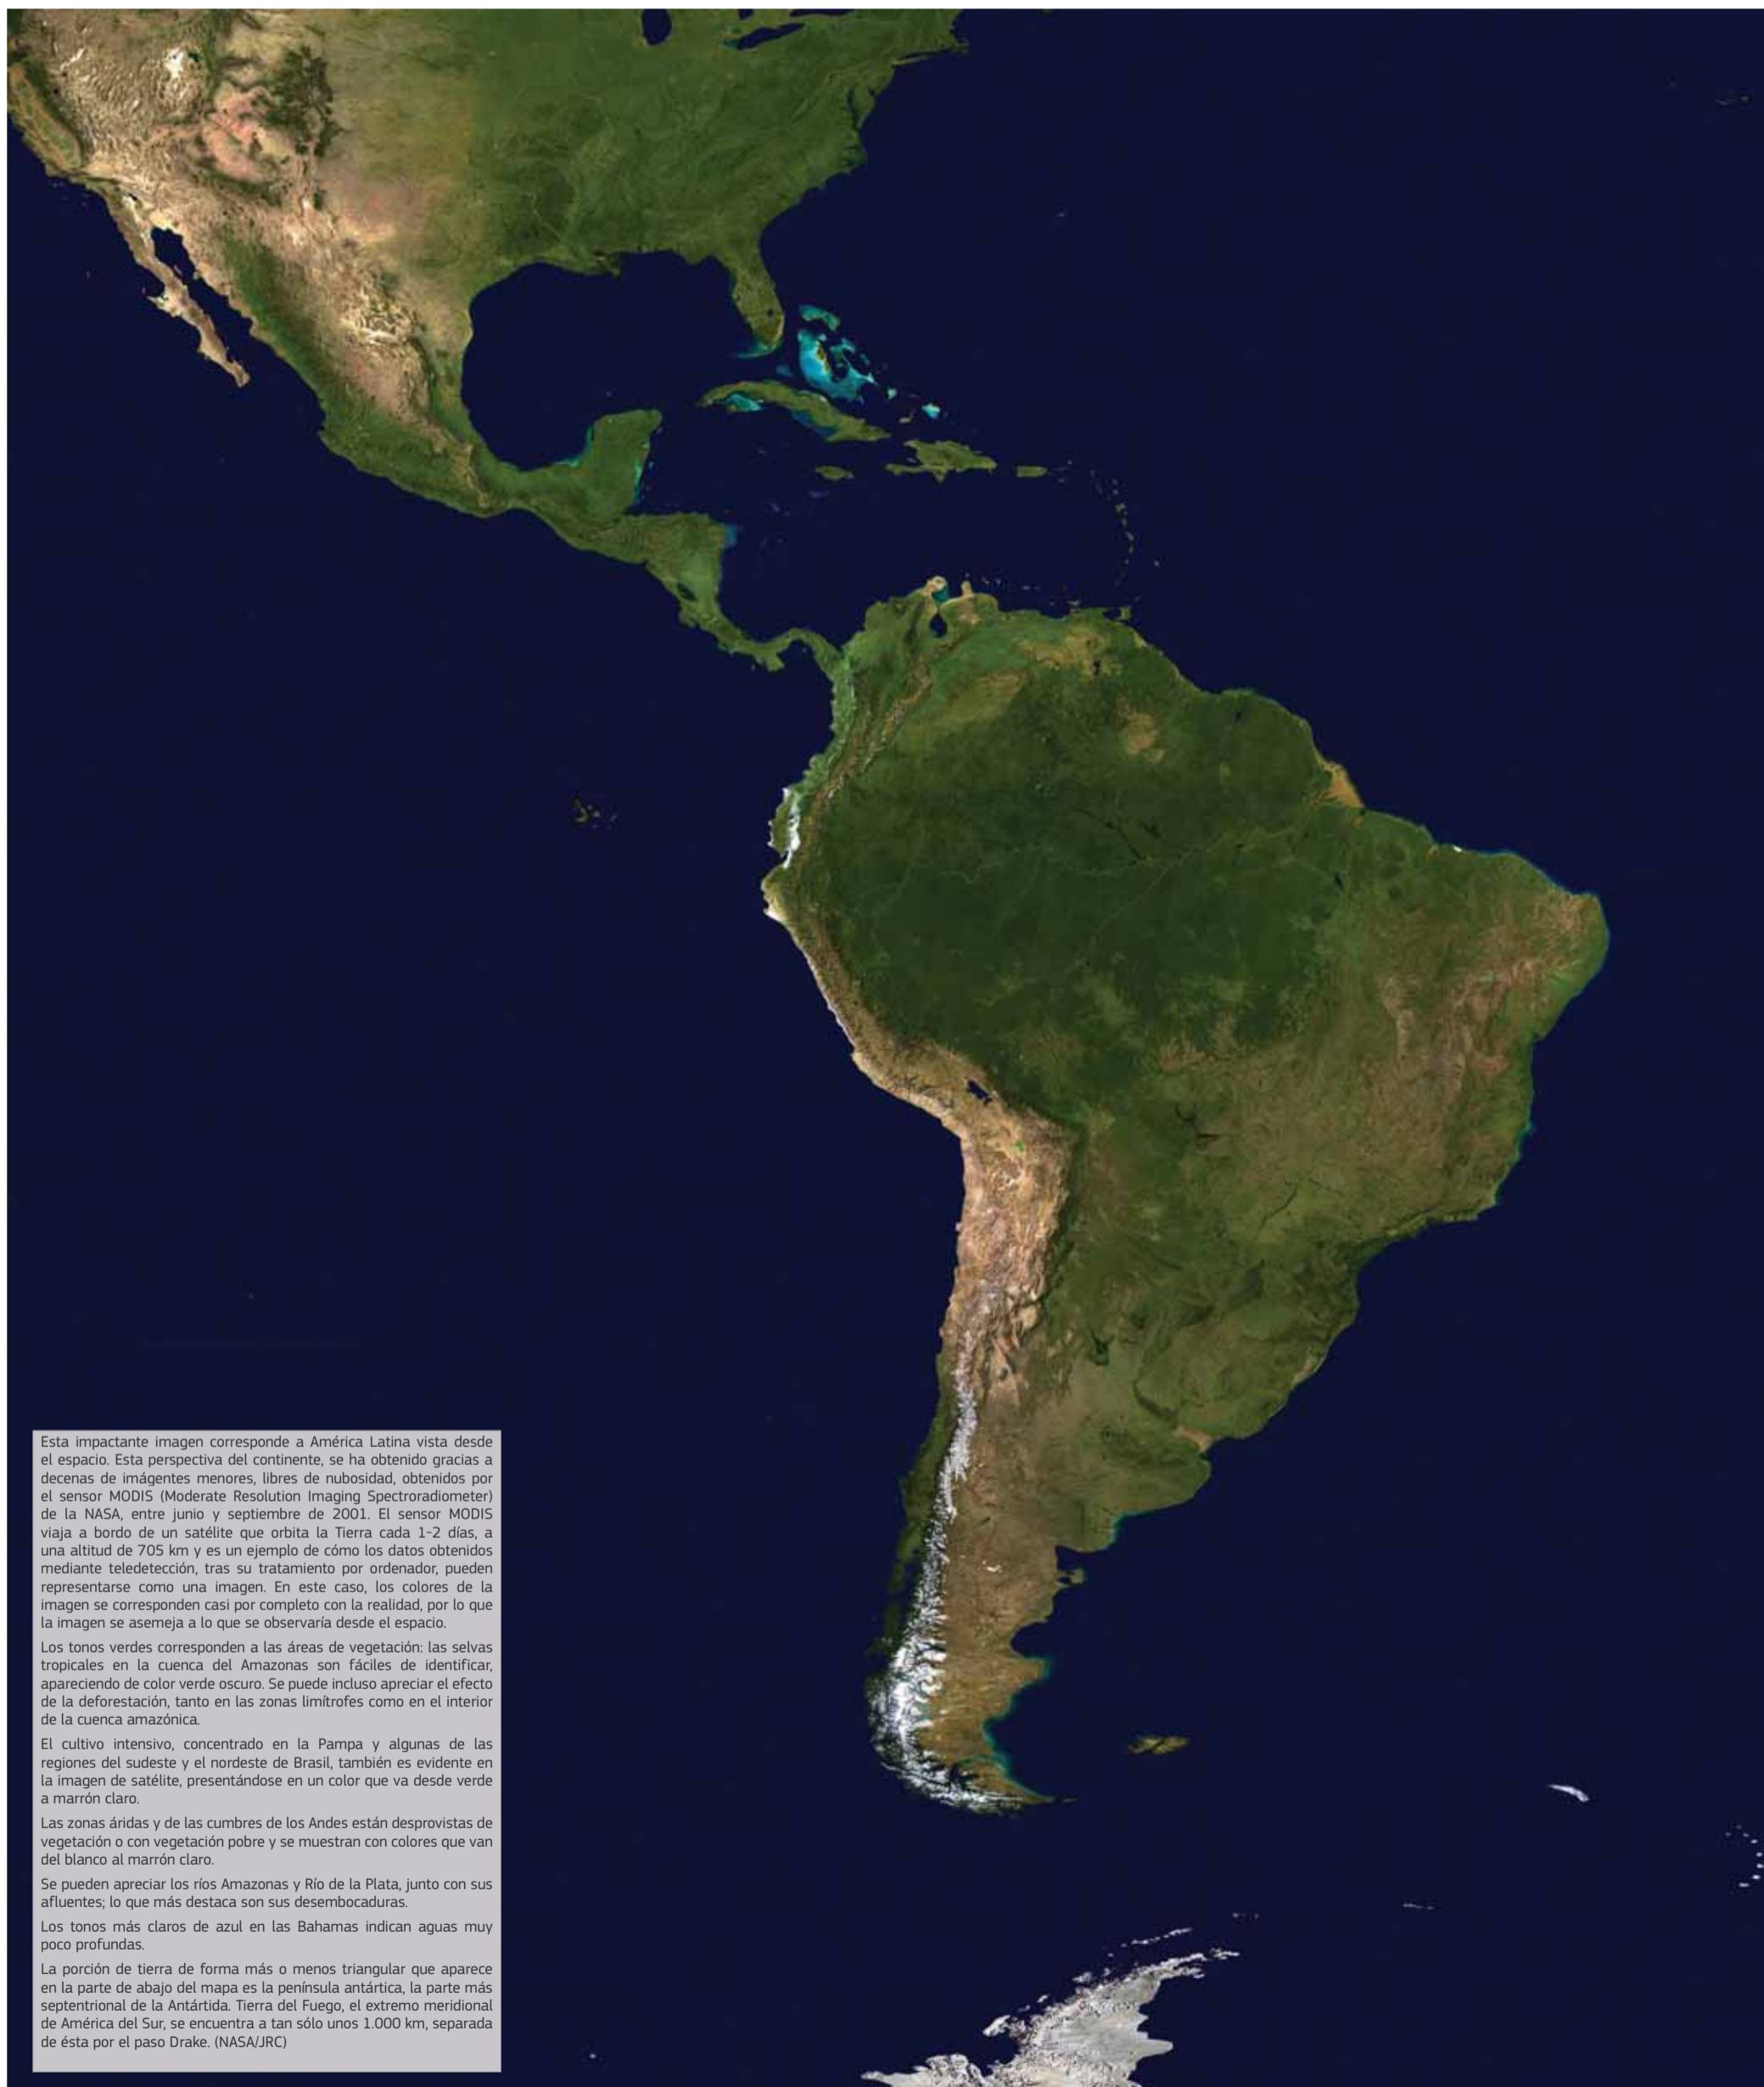 Esta impactante imagen corresponde a América Latina vista desde
el espacio. Esta perspectiva del continente, se ha obtenido gracias a
decenas de imágentes menores, libres de nubosidad, obtenidos por
el sensor MODIS (Moderate Resolution Imaging Spectroradiometer)
de la NASA, entre junio y septiembre de 2001. El sensor MODIS
viaja a bordo de un satélite que orbita la Tierra cada 1-2 días, a
una altitud de 705 km y es un ejemplo de cómo los datos obtenidos
mediante teledetección, tras su tratamiento por ordenador, pueden
representarse como una imagen. En este caso, los colores de la
imagen se corresponden casi por completo con la realidad, por lo que
la imagen se asemeja a lo que se observaría desde el espacio.
Los tonos verdes corresponden a las áreas de vegetación: las selvas
tropicales en la cuenca del Amazonas son fáciles de identificar,
apareciendo de color verde oscuro. Se puede incluso apreciar el efecto
de la deforestación, tanto en las zonas limítrofes como en el interior
de la cuenca amazónica.
El cultivo intensivo, concentrado en la Pampa y algunas de las
regiones del sudeste y el nordeste de Brasil, también es evidente en
la imagen de satélite, presentándose en un color que va desde verde
a marrón claro.
Las zonas áridas y de las cumbres de los Andes están desprovistas de
vegetación o con vegetación pobre y se muestran con colores que van
del blanco al marrón claro.
Se pueden apreciar los ríos Amazonas y Río de la Plata, junto con sus
afluentes; lo que más destaca son sus desembocaduras.
Los tonos más claros de azul en las Bahamas indican aguas muy
poco profundas.
La porción de tierra de forma más o menos triangular que aparece
en la parte de abajo del mapa es la península antártica, la parte más
septentrional de la Antártida. Tierra del Fuego, el extremo meridional
de América del Sur, se encuentra a tan sólo unos 1.000 km, separada
de ésta por el paso Drake. (NASA/JRC)